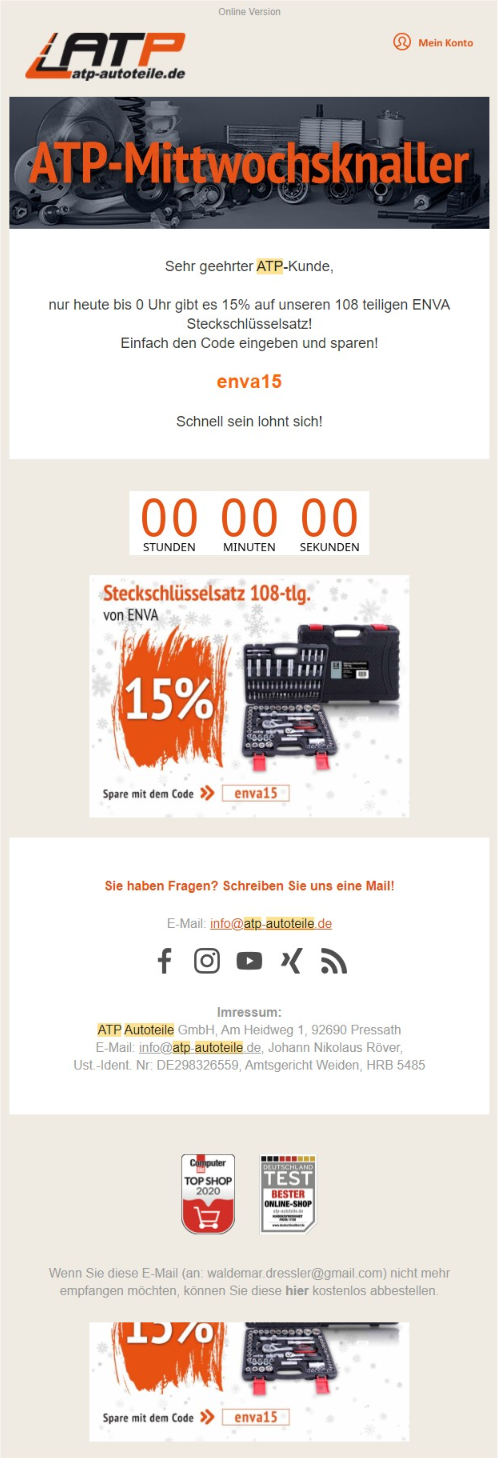 Online Version
ATP
atp-autoteile.de
Mein Konto
ATP-Mittwochsknaller
Sehr geehrter ATP-Kunde,
nur heute bis 0 Uhr gibt es 15% auf unseren 108 teiligen ENVA
Steckschlüsselsatz!
Einfach den Code eingeben und sparen!
enva15
Schnell sein lohnt sich!
00 00 00
STUNDEN MINUTEN SEKUNDEN
Steckschlüsselsatz 108-tlg.
von ENVA
15%
Spare mit dem Code enva15
Sie haben Fragen? Schreiben Sie uns eine Mail!
E-Mail: info@atp-autoteile.de
Imressum:
ATP Autoteile GmbH, Am Heidweg 1, 92690 Pressath
E-Mail: info@atp-autoteile.de, Johann Nikolaus Röver,
Ust.-Ident. Nr: DE298326559, Amtsgericht Weiden, HRB 5485
Computer
TOP SHOP
2020
DEUTSCHLAND
TEST
BESTER
ONLINE-SHOP
atp-autoteile.de
Wenn Sie diese E-Mail (an: waldemar.dressler@gmail.com) nicht mehr
empfangen möchten, können Sie diese hier kostenlos abbestellen.
15%
Spare mit dem Code enva15